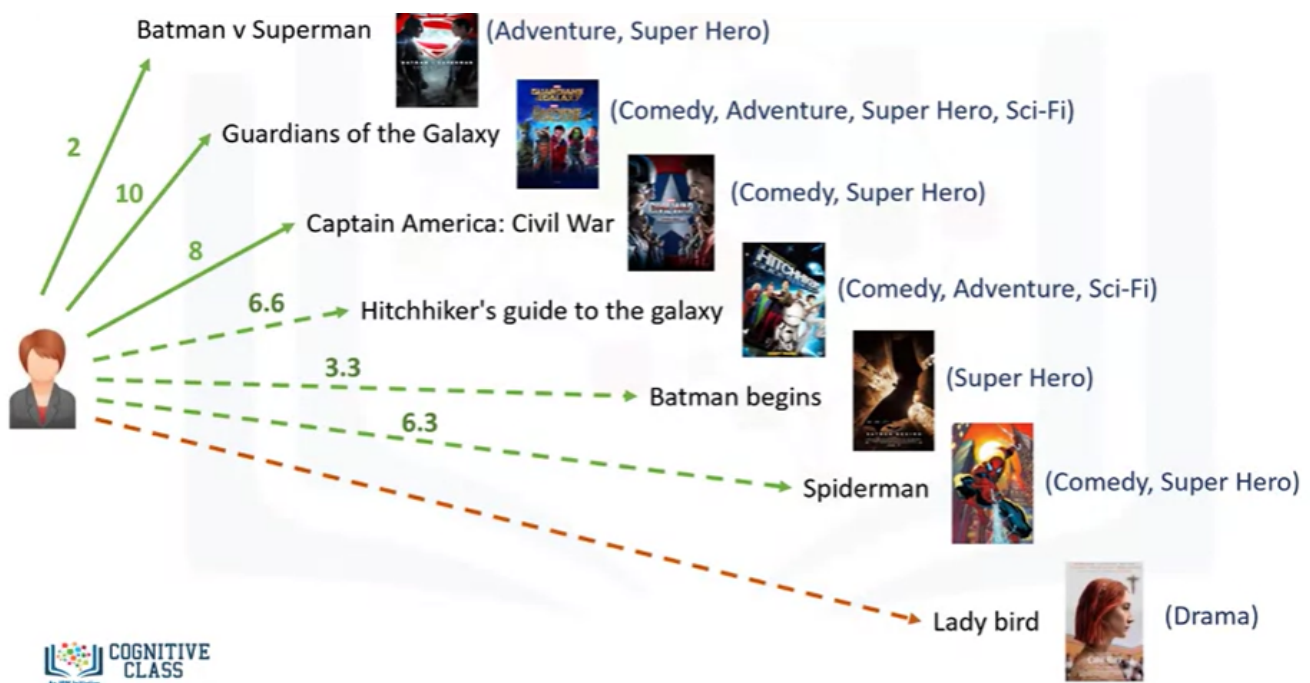 Batman v Superman (Adventure, Super Hero)
2
Guardians of the Galaxy (Comedy, Adventure, Super Hero, Sci-Fi)
10
Captain America: Civil War (Comedy, Super Hero)
8
6.6 Hitchhiker's guide to the galaxy (Comedy, Adventure, Sci-Fi)
3.3 Batman begins (Super Hero)
6.3 Spiderman (Comedy, Super Hero)
Lady bird (Drama)
COGNITIVE
CLASS